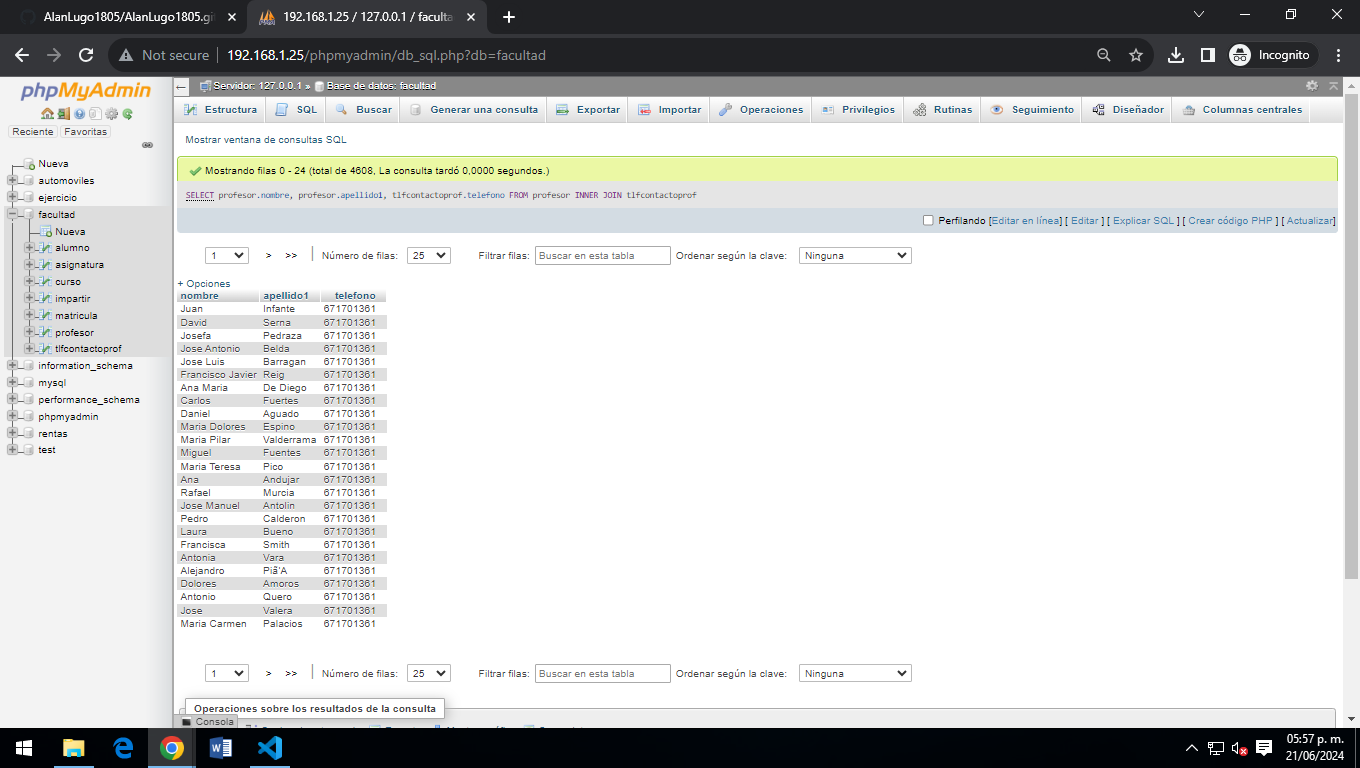 AlanLugo1805/AlanLugo1805.gi
192.168.1.25 / 127.0.0.1 / faculta
Not secure
192.168.1.25/phpmyadmin/db_sql.php?db=facultad
Incognito
phpMyAdmin
Reciente Favoritas
Nueva
automoviles
ejercicio
facultad
Nueva
alumno
asignatura
curso
impartir
matricula
profesor
tlfcontactoprof
information_schema
mysql
performance_schema
phpmyadmin
rentas
test
Servidor: 127.0.0.1 » Base de datos: facultad
Estructura SQL Buscar Generar una consulta Exportar Importar Operaciones Privilegios Rutinas Seguimiento Diseñador Columnas centrales
Mostrar ventana de consultas SQL
Mostrando filas 0 - 24 (total de 4608, La consulta tardó 0,0000 segundos.)
SELECT profesor.nombre, profesor.apellido1, tlfcontactoprof.telefono FROM profesor INNER JOIN tlfcontactoprof
Perfilando [Editar en línea] [ Editar ] [ Explicar SQL ] [ Crear código PHP ] [ Actualizar]
1 > >> Número de filas: 25 Filtrar filas: Buscar en esta tabla Ordenar según la clave: Ninguna
+ Opciones
nombre apellido1 telefono
Juan Infante 671701361
David Serna 671701361
Josefa Pedraza 671701361
Jose Antonio Belda 671701361
Jose Luis Barragan 671701361
Francisco Javier Reig 671701361
Ana Maria De Diego 671701361
Carlos Fuertes 671701361
Daniel Aguado 671701361
Maria Dolores Espino 671701361
Maria Pilar Valderrama 671701361
Miguel Fuentes 671701361
Maria Teresa Pico 671701361
Ana Andujar 671701361
Rafael Murcia 671701361
Jose Manuel Antolin 671701361
Pedro Calderon 671701361
Laura Bueno 671701361
Francisca Smith 671701361
Antonia Vara 671701361
Alejandro Piã'A 671701361
Dolores Amoros 671701361
Antonio Quero 671701361
Jose Valera 671701361
Maria Carmen Palacios 671701361
1 > >> Número de filas: 25 Filtrar filas: Buscar en esta tabla Ordenar según la clave: Ninguna
Operaciones sobre los resultados de la consulta
Consola
05:57 p. m.
21/06/2024